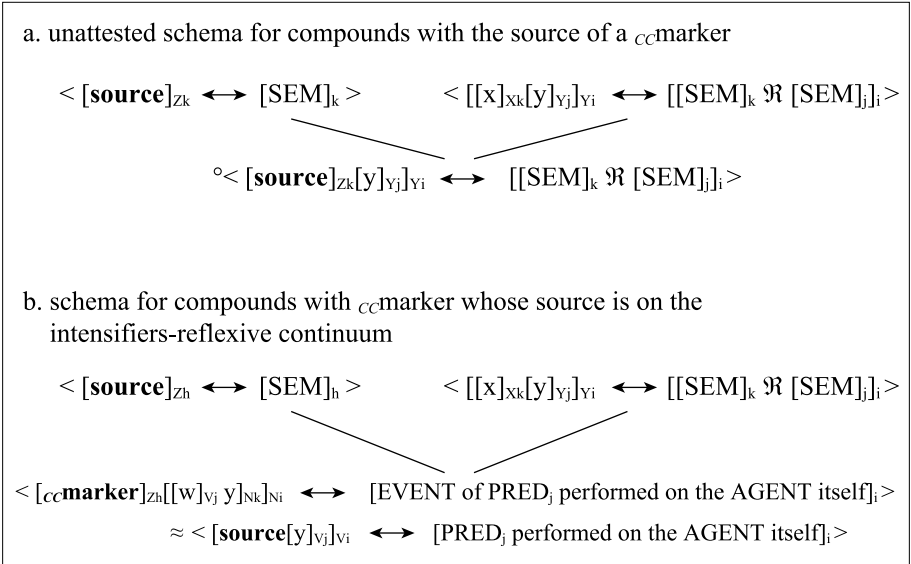 a. unattested schema for compounds with the source of a CCmarker
< [source]Zk ⟷ [SEM]k > < [[x]Xk[y]Yj]Yi ⟷ [[SEM]k ℜ [SEM]j]i >
°< [source]Zk[y]Yj]Yi ⟷ [[SEM]k ℜ [SEM]j]i >
b. schema for compounds with CCmarker whose source is on the
intensifiers-reflexive continuum
< [source]Zh ⟷ [SEM]h > < [[x]Xk[y]Yj]Yi ⟷ [[SEM]k ℜ [SEM]j]i >
< [CCmarker]Zh[[w]Vj y]Nk]Ni ⟷ [EVENT of PREDj performed on the AGENT itself]i >
≈ < [source[y]Vj]Vi ⟷ [PREDj performed on the AGENT itself]i >